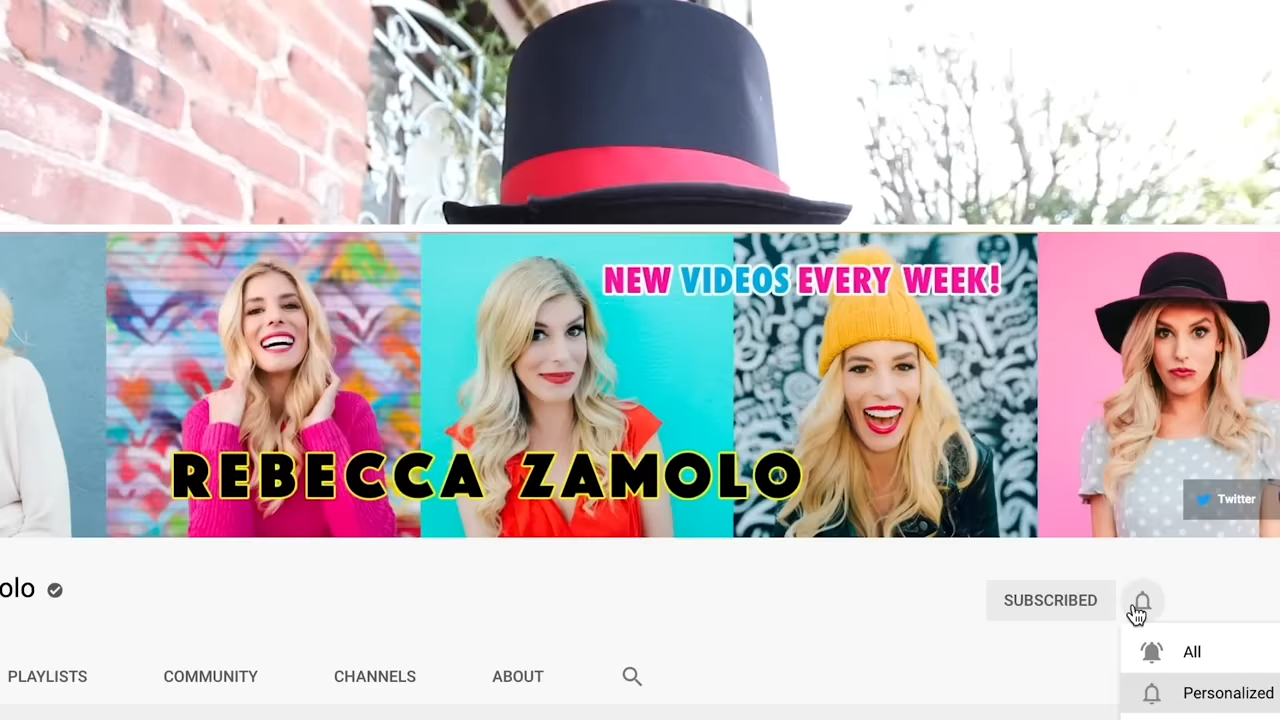 NEW VIDEOS EVERY WEEK!
REBECCA ZAMOLO
Twitter
olo
SUBSCRIBED
All
PLAYLISTS
COMMUNITY
CHANNELS
ABOUT
Personalized